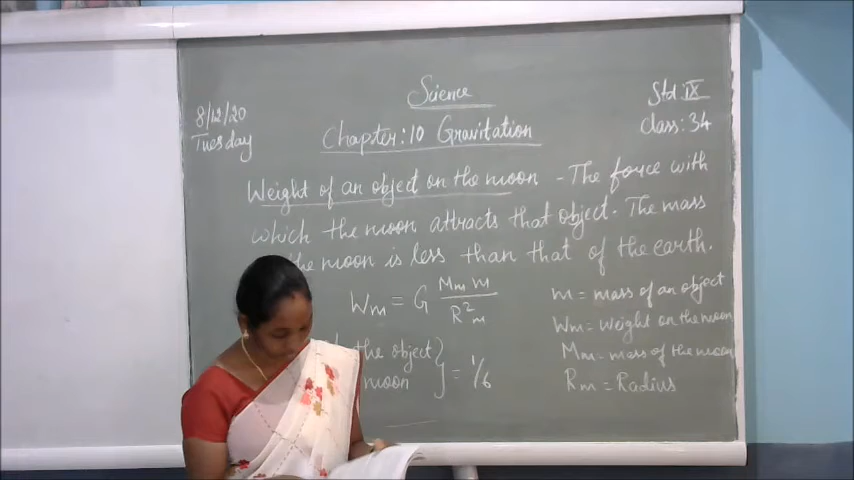 Science
8/12/20
Tuesday
Std: IX
Class: 34
Chapter: 10 Gravitation
Weight of an object on the moon - The force with
which the moon attracts that object. The mass
the moon is less than that of the earth.
Wm = G Mm m / R²m
m = mass of an object
Wm = weight on the moon
Mm = mass of the moon
Rm = Radius
the object
moon } = 1/6